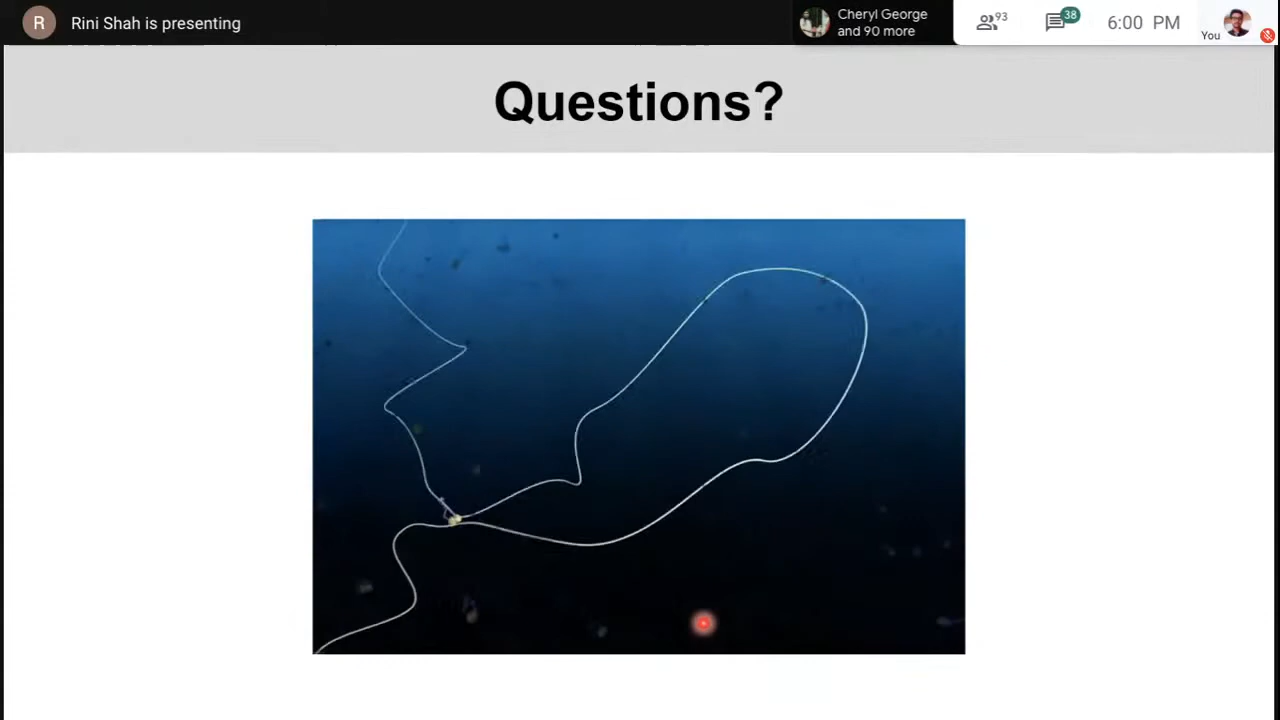 R
Rini Shah is presenting
Cheryl George
and 90 more
93
38
6:00 PM
You
Questions?